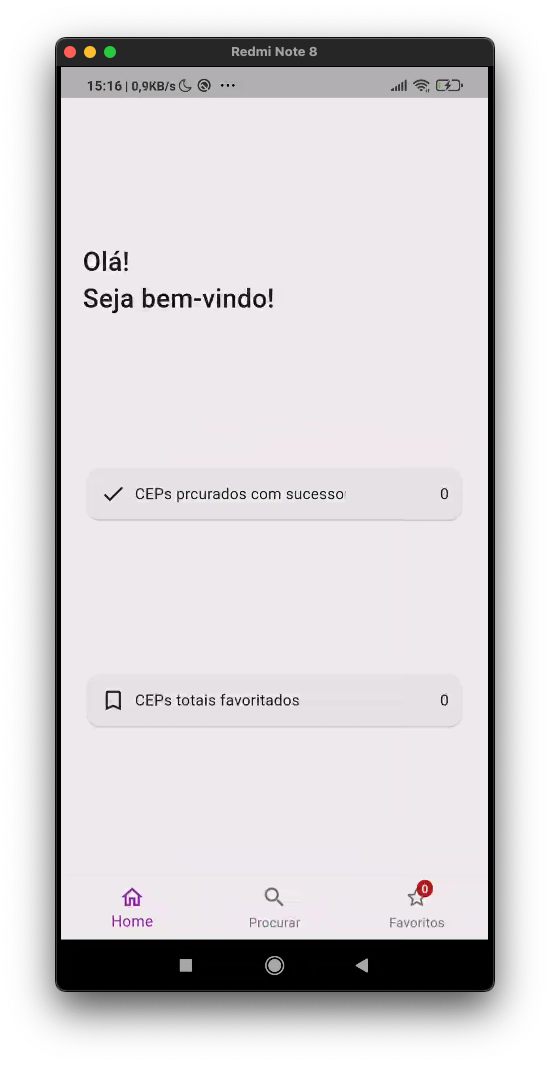 Redmi Note 8
15:16 | 0,9KB/s
Olá!
Seja bem-vindo!
CEPs prcurados com sucesso 0
CEPs totais favoritados 0
0
Home Procurar Favoritos